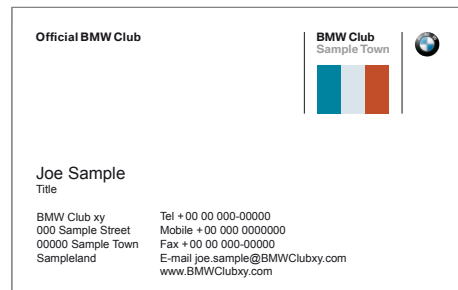 Official BMW Club
BMW Club
Sample Town
Joe Sample
Title
BMW Club xy
000 Sample Street
00000 Sample Town
Sampleland
Tel +00 00 000-00000
Mobile +00 000 0000000
Fax +00 00 000-00000
E-mail joe.sample@BMWClubxy.com
www.BMWClubxy.com